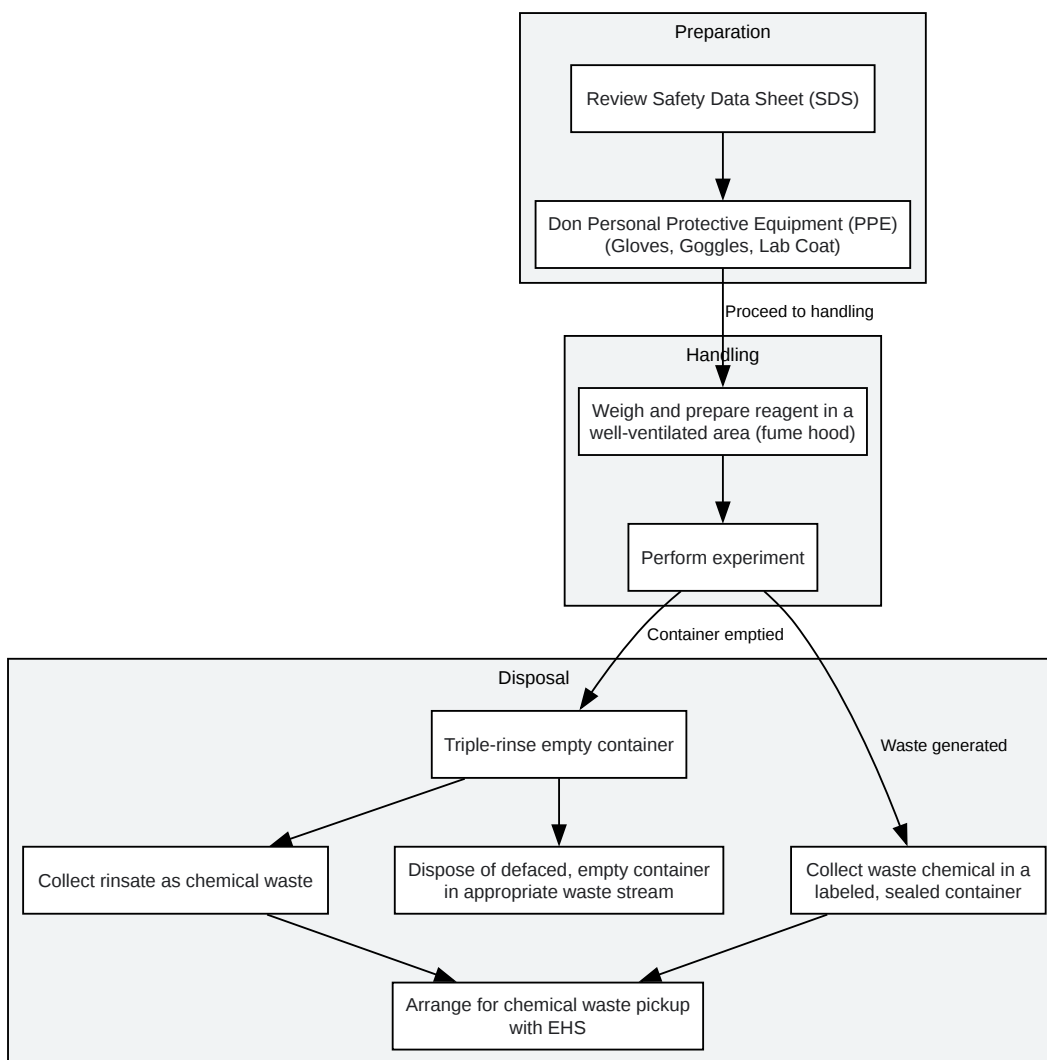 Preparation
Review Safety Data Sheet (SDS)
Don Personal Protective Equipment (PPE)
(Gloves, Goggles, Lab Coat)
Proceed to handling
Handling
Weigh and prepare reagent in a
well-ventilated area (fume hood)
Perform experiment
Container emptied
Disposal
Triple-rinse empty container
Waste generated
Collect rinsate as chemical waste
Dispose of defaced, empty container
in appropriate waste stream
Collect waste chemical in a
labeled, sealed container
Arrange for chemical waste pickup
with EHS